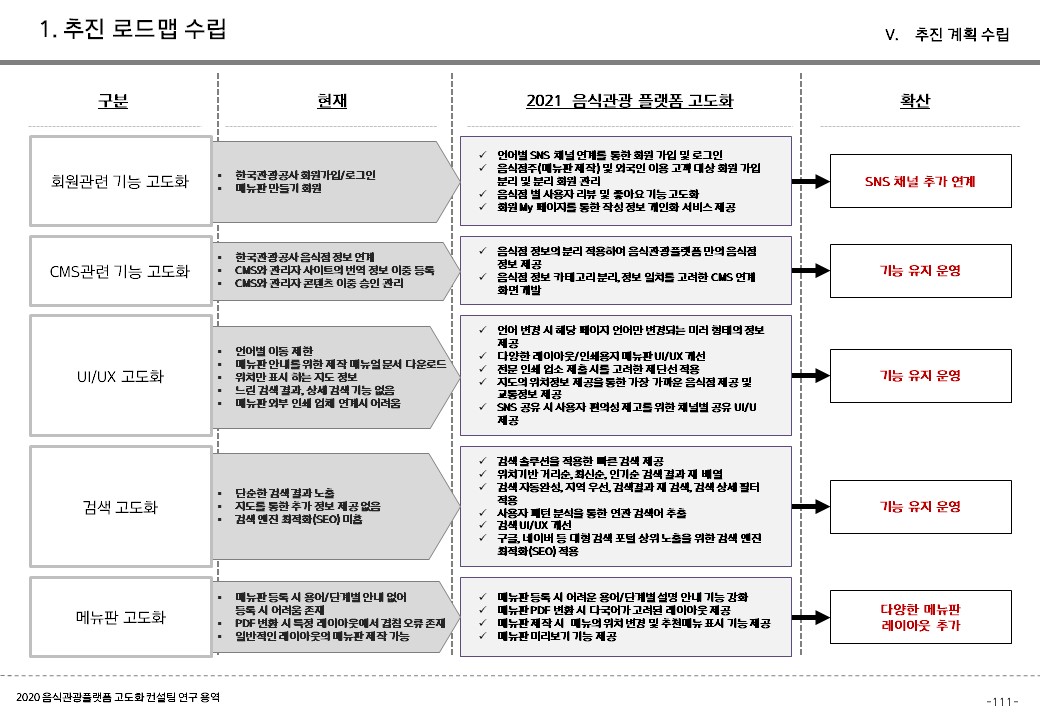 1. 추진 로드맵 수립
V. 추진 계획 수립
구분
현재
2021 음식관광 플랫폼 고도화
확산
회원관련 기능 고도화
▪ 한국관광공사 회원가입/로그인
▪ 메뉴판 만들기 회원
✓ 언어별 SNS 채널 연계를 통한 회원 가입 및 로그인
✓ 음식점주(메뉴판 제작) 및 외국인 이용 고객 대상 회원 가입
분리 및 분리 회원 관리
✓ 음식점 별 사용자 리뷰 및 좋아요 기능 고도화
✓ 회원 My 페이지를 통한 작성 정보 개인화 서비스 제공
SNS 채널 추가 연계
CMS관련 기능 고도화
▪ 한국관광공사 음식점 정보 연계
▪ CMS와 관리자 사이트의 번역 정보 이중 등록
▪ CMS와 관리자 콘텐츠 이중 승인 관리
✓ 음식점 정보의 분리 적용하여 음식관광플랫폼 만의 음식점
정보 제공
✓ 음식점 정보 카테고리 분리, 정보 일치를 고려한 CMS 연계
화면 개발
기능 유지 운영
UI/UX 고도화
▪ 언어별 이동 제한
▪ 메뉴판 안내를 위한 제작 매뉴얼 문서 다운로드
▪ 위치만 표시 하는 지도 정보
▪ 느린 검색 결과, 상세 검색 기능 없음
▪ 메뉴판 외부 인쇄 업체 연계시 어려움
✓ 언어 변경 시 해당 페이지 언어만 변경되는 미러 형태의 정보
제공
✓ 다양한 레이아웃/인쇄용지 메뉴판 UI/UX 개선
✓ 전문 인쇄 업소 제출 시를 고려한 제단선 적용
✓ 지도의 위치정보 제공을 통한 가장 가까운 음식점 제공 및
교통정보 제공
✓ SNS 공유 시 사용자 편의성 제고를 위한 채널별 공유 UI/U
제공
기능 유지 운영
검색 고도화
▪ 단순한 검색 결과 노출
▪ 지도를 통한 추가 정보 제공 없음
▪ 검색 엔진 최적화(SEO) 미흡
✓ 검색 솔루션을 적용한 빠른 검색 제공
✓ 위치기반 거리순, 최신순, 인기순 검색 결과 재 배열
✓ 검색 자동완성, 지역 우선, 검색결과 재 검색, 검색 상세 필터
적용
✓ 사용자 패턴 분석을 통한 연관 검색어 추출
✓ 검색 UI/UX 개선
✓ 구글, 네이버 등 대형 검색 포털 상위 노출을 위한 검색 엔진
최적화(SEO) 적용
기능 유지 운영
메뉴판 고도화
▪ 메뉴판 등록 시 용어/단계별 안내 없어
등록 시 어려움 존재
▪ PDF 변환 시 특정 레이아웃에서 겹침 오류 존재
▪ 일반적인 레이아웃의 메뉴판 제작 가능
✓ 메뉴판 등록 시 어려운 용어/단계별 설명 안내 기능 강화
✓ 메뉴판 PDF 변환 시 다국어가 고려된 레이아웃 제공
✓ 메뉴판 제작 시 메뉴의 위치 변경 및 추천메뉴 표시 기능 제공
✓ 메뉴판 미리보기 기능 제공
다양한 메뉴판
레이아웃 추가
2020 음식관광플랫폼 고도화 컨설팅 연구 용역
-111-